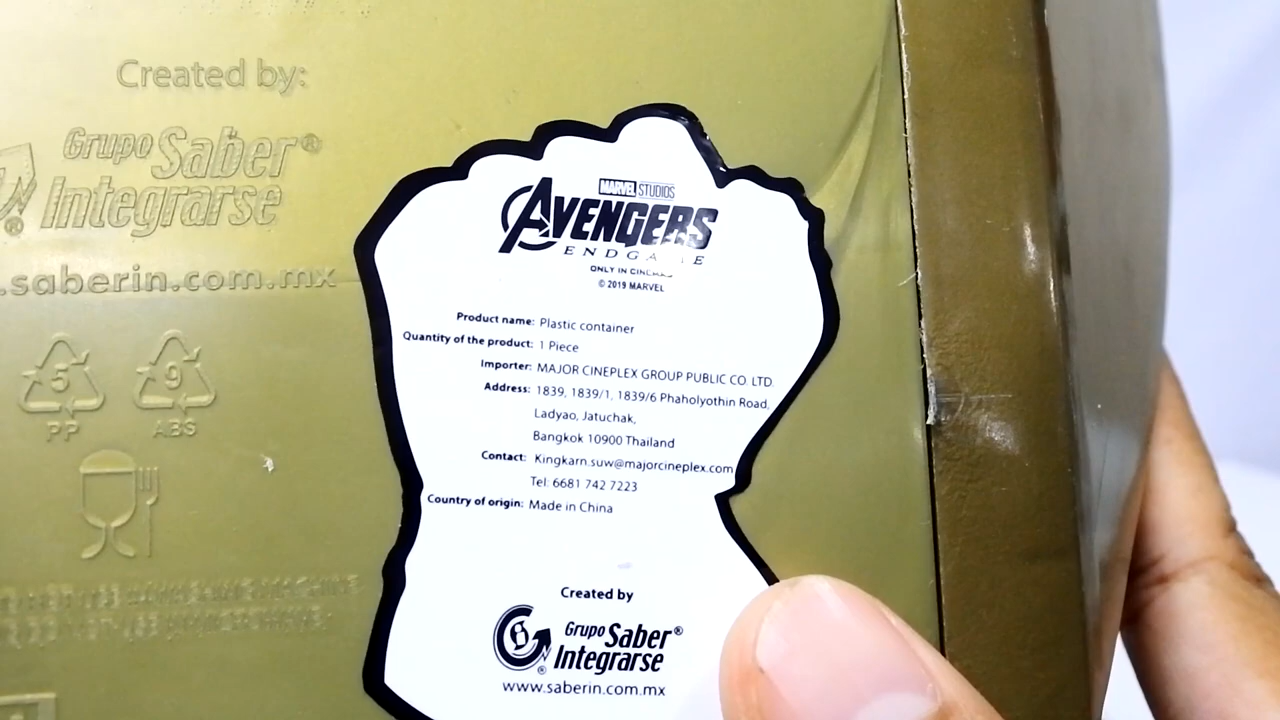 Created by:
Grupo Saber®
Integrarse
.saberin.com.mx
5
PP
9
ABS
MARVEL STUDIOS
AVENGERS
ENDGAME
ONLY IN CINEMAS
© 2019 MARVEL
Product name: Plastic container
Quantity of the product: 1 Piece
Importer: MAJOR CINEPLEX GROUP PUBLIC CO. LTD.
Address: 1839, 1839/1, 1839/6 Phaholyothin Road,
Ladyao, Jatuchak,
Bangkok 10900 Thailand
Contact: Kingkarn.suw@majorcineplex.com
Tel: 6681 742 7223
Country of origin: Made in China
Created by
Grupo Saber®
Integrarse
www.saberin.com.mx